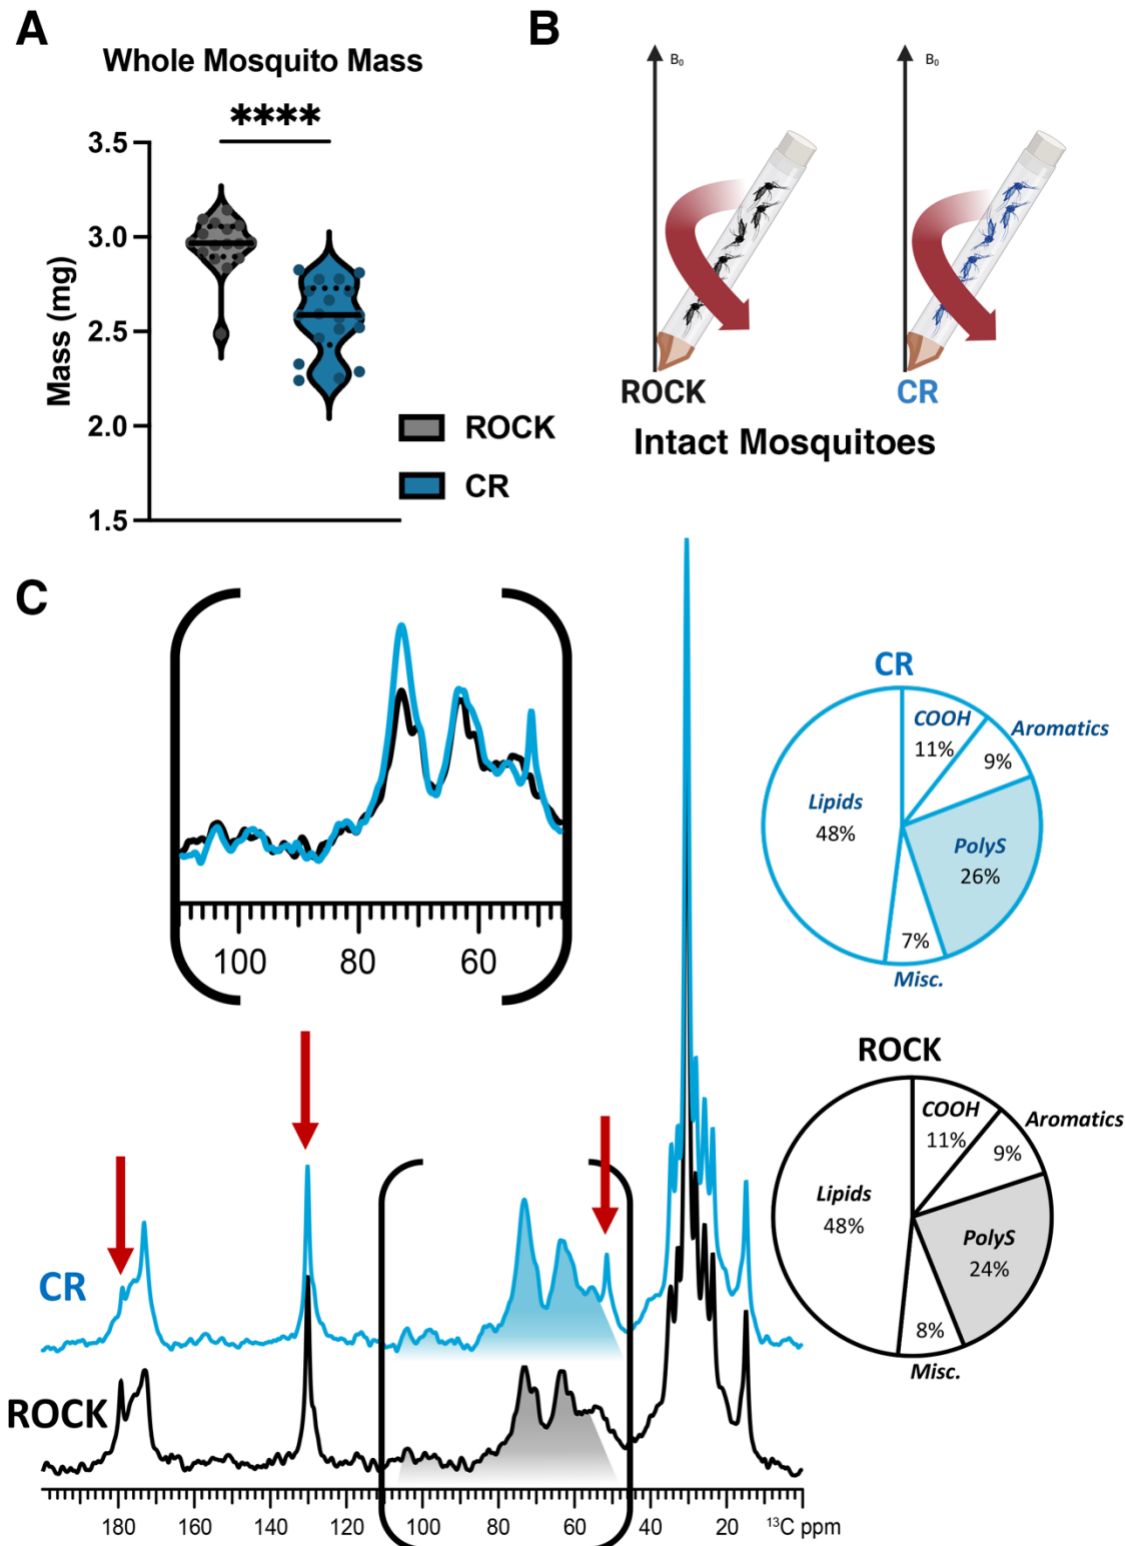 A
Whole Mosquito Mass
****
3.5
3.0
2.5
2.0
1.5
Mass (mg)
ROCK
CR
B
B₀
B₀
ROCK
CR
Intact Mosquitoes
C
100
80
60
CR
COOH
11%
Aromatics
9%
Lipids
48%
PolyS
26%
7%
Misc.
ROCK
COOH
11%
Aromatics
9%
Lipids
48%
PolyS
24%
8%
Misc.
CR
ROCK
180 160 140 120 100 80 60 40 20 ¹³C ppm